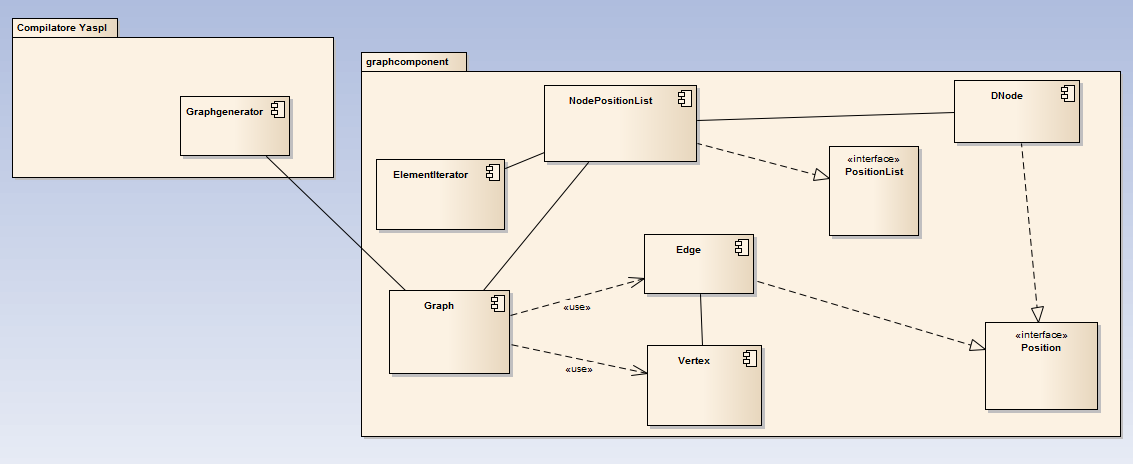 Compilatore Yaspl
Graphgenerator
graphcomponent
NodePositionList
DNode
ElementIterator
«interface»
PositionList
Edge
Graph
«use»
«use»
Vertex
«interface»
Position